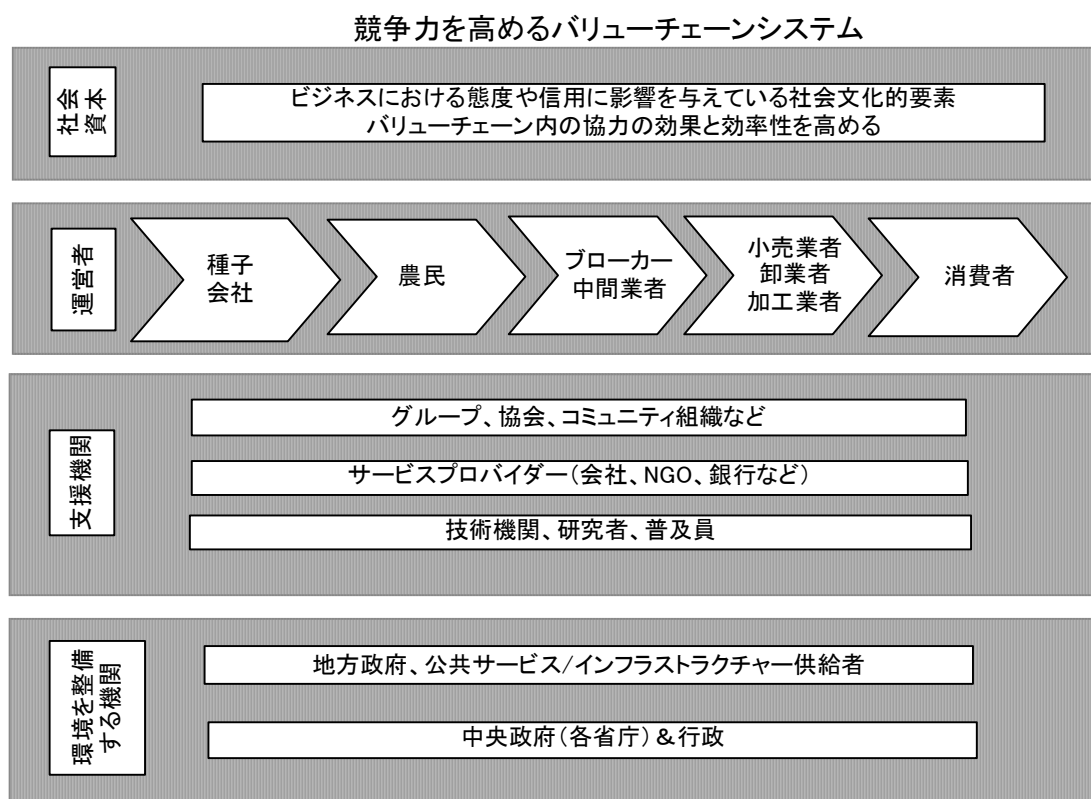 競争力を高めるバリューチェーンシステム
社会
資本
ビジネスにおける態度や信用に影響を与えている社会文化的要素
バリューチェーン内の協力の効果と効率性を高める
運営者
種子
会社
農民
ブローカー
中間業者
小売業者
卸業者
加工業者
消費者
支援機関
グループ、協会、コミュニティ組織など
サービスプロバイダー(会社、NGO、銀行など)
技術機関、研究者、普及員
環境を整備
する機関
地方政府、公共サービス/インフラストラクチャー供給者
中央政府(各省庁)&行政